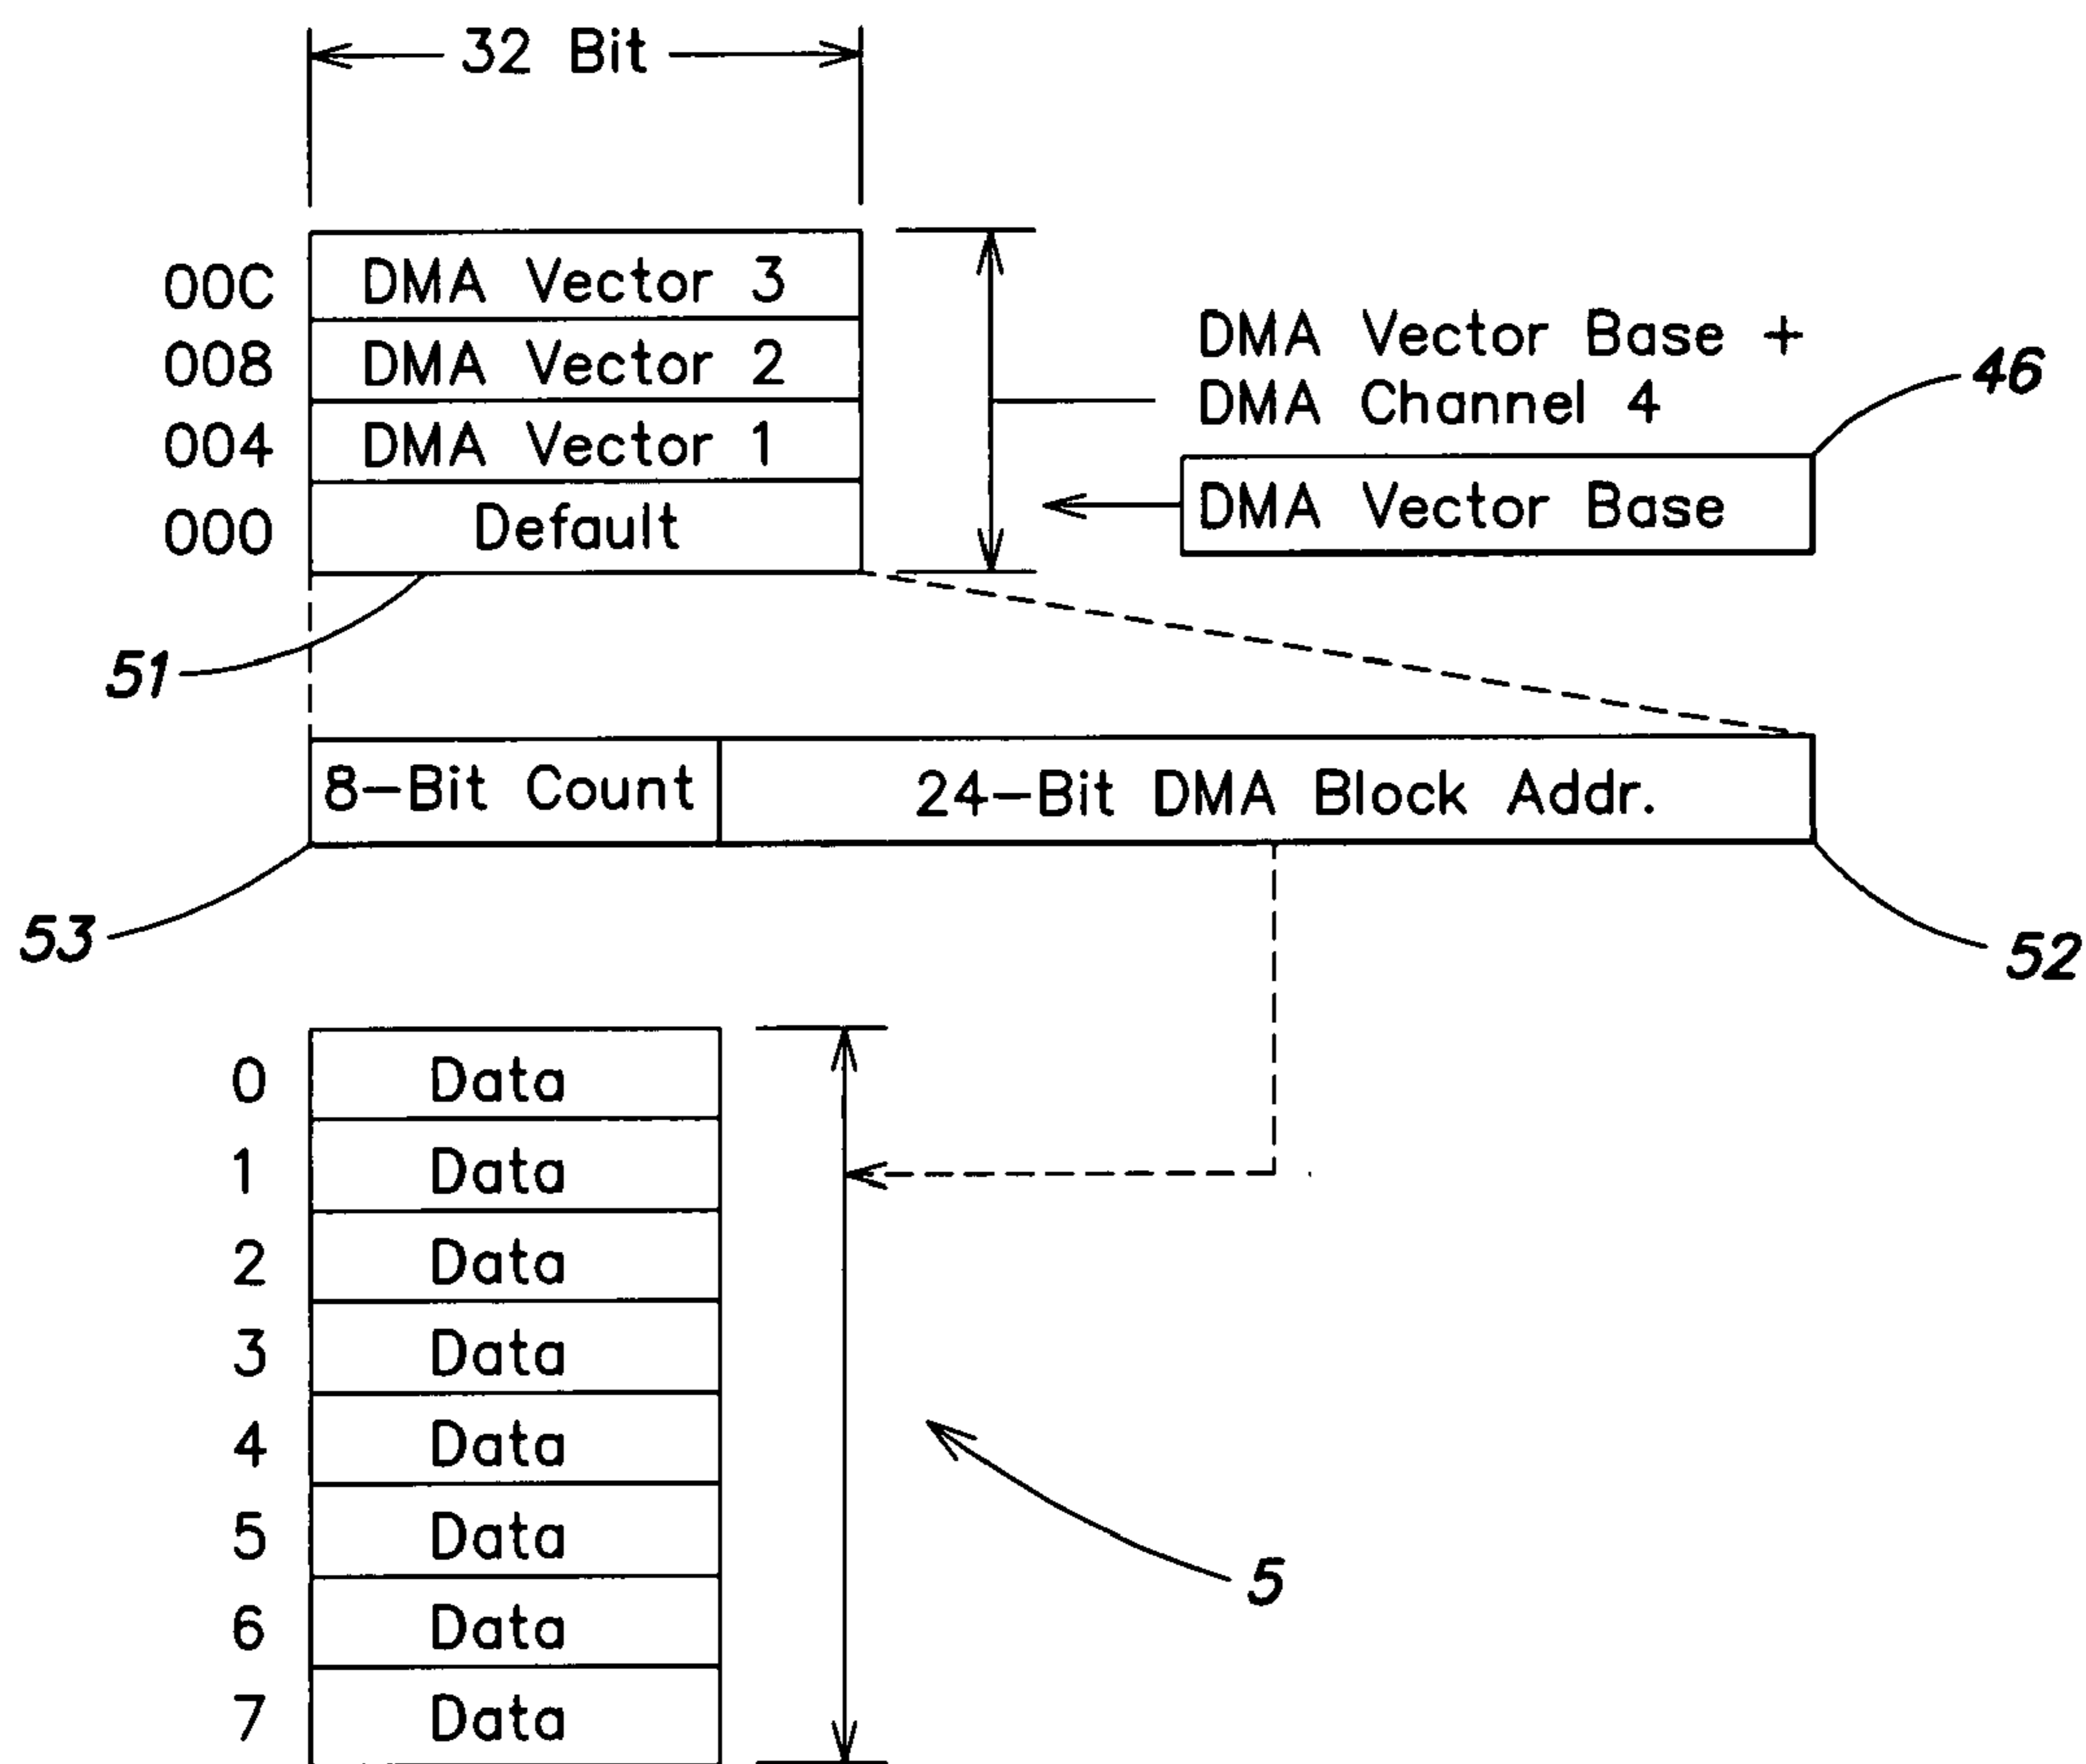 32 Bit
00C DMA Vector 3
008 DMA Vector 2
004 DMA Vector 1
000 Default
DMA Vector Base +
DMA Channel 4
46
DMA Vector Base
51
8-Bit Count 24-Bit DMA Block Addr.
53
52
0 Data
1 Data
2 Data
3 Data
4 Data
5 Data
6 Data
7 Data
5